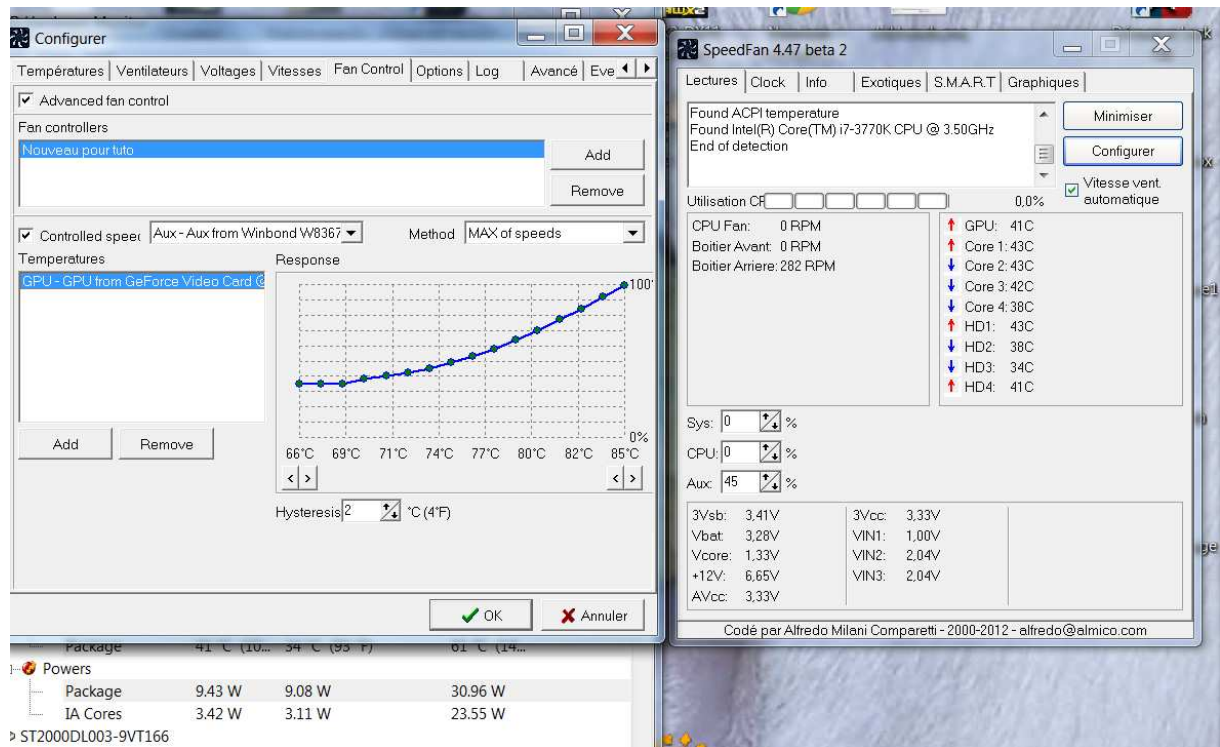 Configurer
Températures Ventilateurs Voltages Vitesses Fan Control Options Log Avancé Eve
Advanced fan control
Fan controllers
Nouveau pour tuto
Add
Remove
Controlled speec Aux - Aux from Winbond W8367 Method MAX of speeds
Temperatures Response
GPU - GPU from GeForce Video Card @
100
0%
66°C 69°C 71°C 74°C 77°C 80°C 82°C 85°C
Add Remove
< > < >
Hysteresis 2 °C (4°F)
OK Annuler
Package 41 °C (10... 34 °C (93 °F) 61 °C (14...
Powers
Package 9.43 W 9.08 W 30.96 W
IA Cores 3.42 W 3.11 W 23.55 W
ST2000DL003-9VT166
SpeedFan 4.47 beta 2
Lectures Clock Info Exotiques S.M.A.R.T Graphiques
Found ACPI temperature
Found Intel(R) Core(TM) i7-3770K CPU @ 3.50GHz
End of detection
Minimiser
Configurer
Vitesse vent.
automatique
Utilisation CF 0,0%
CPU Fan: 0 RPM
Boitier Avant: 0 RPM
Boitier Arriere: 282 RPM
GPU: 41C
Core 1: 43C
Core 2: 43C
Core 3: 42C
Core 4: 38C
HD1: 43C
HD2: 38C
HD3: 34C
HD4: 41C
Sys: 0 %
CPU: 0 %
Aux: 45 %
3Vsb: 3,41V 3Vcc: 3,33V
Vbat: 3,28V VIN1: 1,00V
Vcore: 1,33V VIN2: 2,04V
+12V: 6,65V VIN3: 2,04V
AVcc: 3,33V
Codé par Alfredo Milani Comparetti - 2000-2012 - alfredo@almico.com